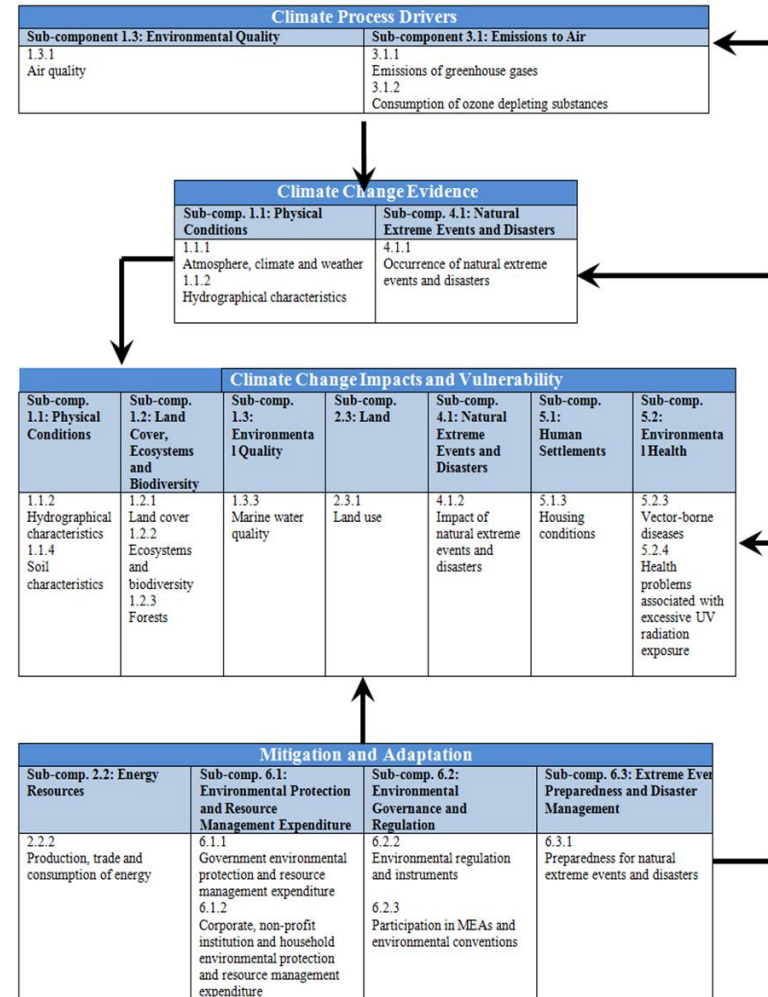 Climate Process Drivers
Sub-component 1.3: Environmental Quality
1.3.1
Air quality
Sub-component 3.1: Emissions to Air
3.1.1
Emissions of greenhouse gases
3.1.2
Consumption of ozone depleting substances
Climate Change Evidence
Sub-comp. 1.1: Physical
Conditions
1.1.1
Atmosphere, climate and weather
1.1.2
Hydrographical characteristics
Sub-comp. 4.1: Natural
Extreme Events and Disasters
4.1.1
Occurrence of natural extreme
events and disasters
Climate Change Impacts and Vulnerability
Sub-comp.
1.1: Physical
Conditions
1.1.2
Hydrographical
characteristics
1.1.4
Soil
characteristics
Sub-comp.
1.2: Land
Cover,
Ecosystems
and
Biodiversity
1.2.1
Land cover
1.2.2
Ecosystems
and
biodiversity
1.2.3
Forests
Sub-comp.
1.3:
Environmenta
l Quality
1.3.3
Marine water
quality
Sub-comp.
2.3: Land
2.3.1
Land use
Sub-comp.
4.1: Natural
Extreme
Events and
Disasters
4.1.2
Impact of
natural extreme
events and
disasters
Sub-comp.
5.1:
Human
Settlements
5.1.3
Housing
conditions
Sub-comp.
5.2:
Environmenta
l Health
5.2.3
Vector-borne
diseases
5.2.4
Health
problems
associated with
excessive UV
radiation
exposure
Mitigation and Adaptation
Sub-comp. 2.2: Energy
Resources
2.2.2
Production, trade and
consumption of energy
Sub-comp. 6.1:
Environmental Protection
and Resource
Management Expenditure
6.1.1
Government environmental
protection and resource
management expenditure
6.1.2
Corporate, non-profit
institution and household
environmental protection
and resource management
expenditure
Sub-comp. 6.2:
Environmental
Governance and
Regulation
6.2.2
Environmental regulation
and instruments
6.2.3
Participation in MEAs and
environmental conventions
Sub-comp. 6.3: Extreme Even
Preparedness and Disaster
Management
6.3.1
Preparedness for natural
extreme events and disasters